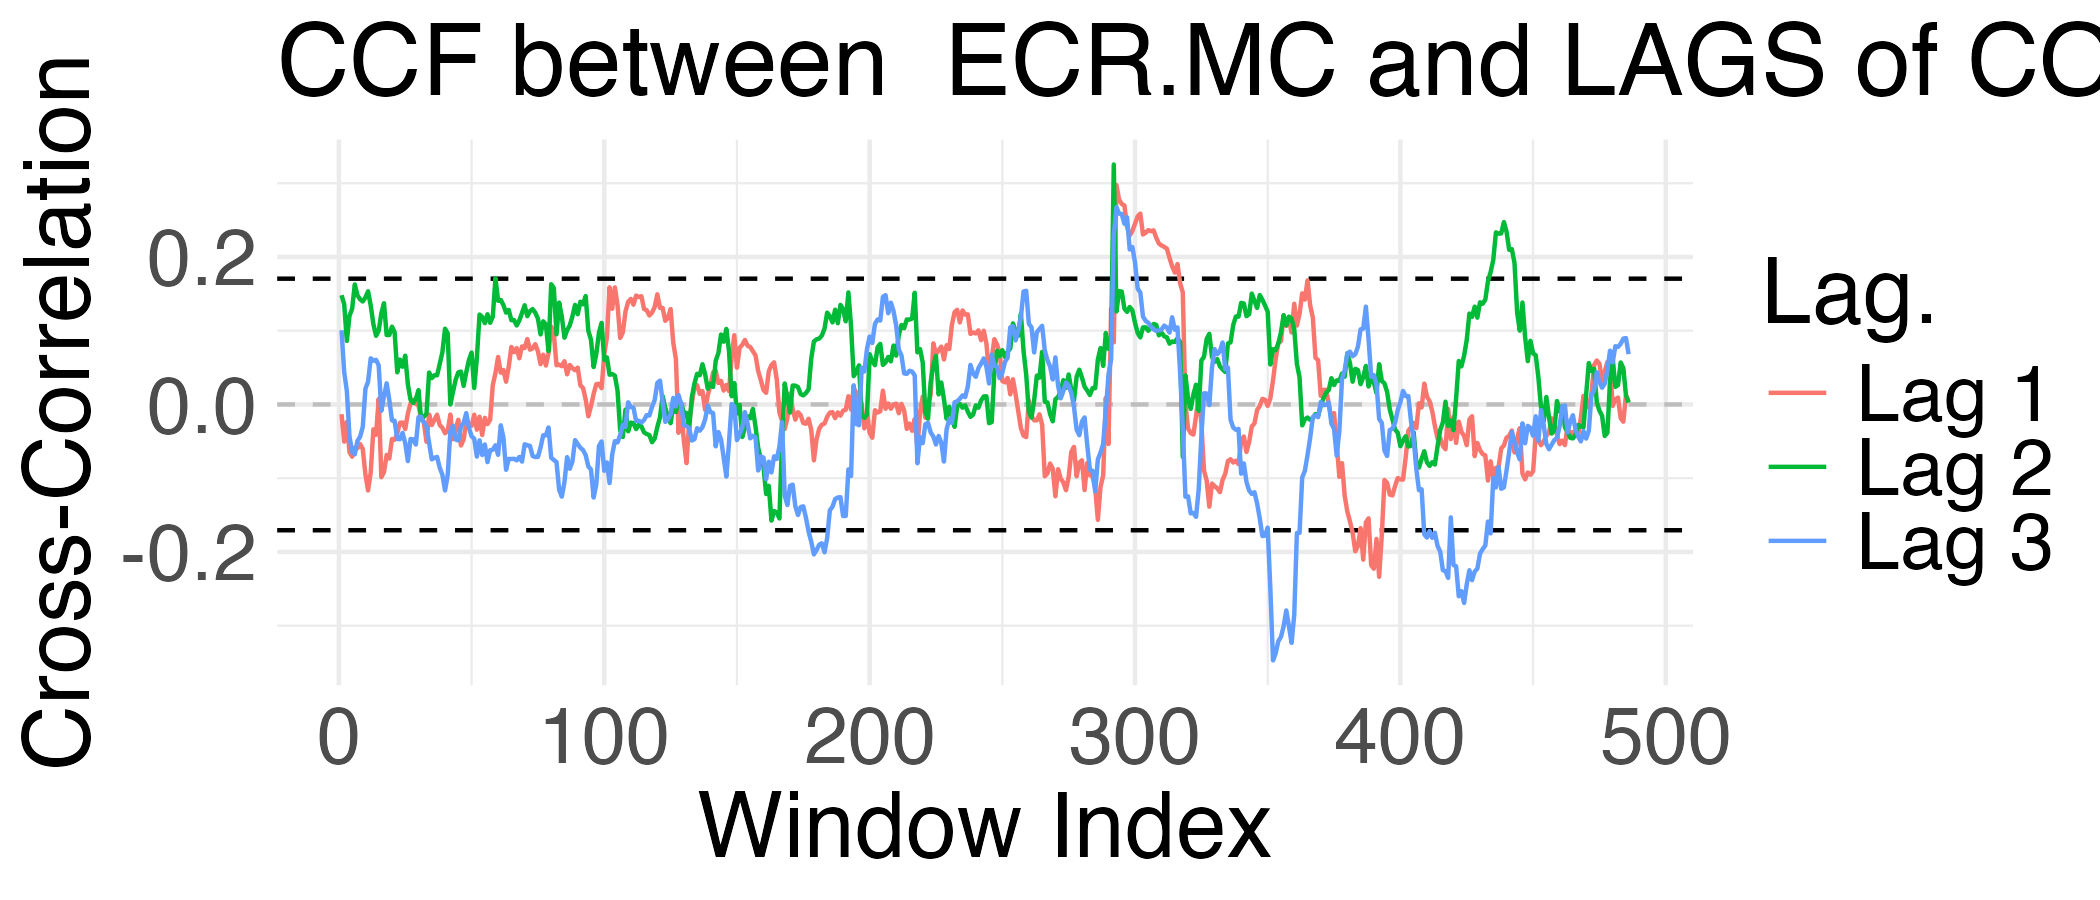 CCF between ECR.MC and LAGS of CO
Cross-Correlation
0.2
0.0
-0.2
0 100 200 300 400 500
Window Index
Lag.
Lag 1
Lag 2
Lag 3